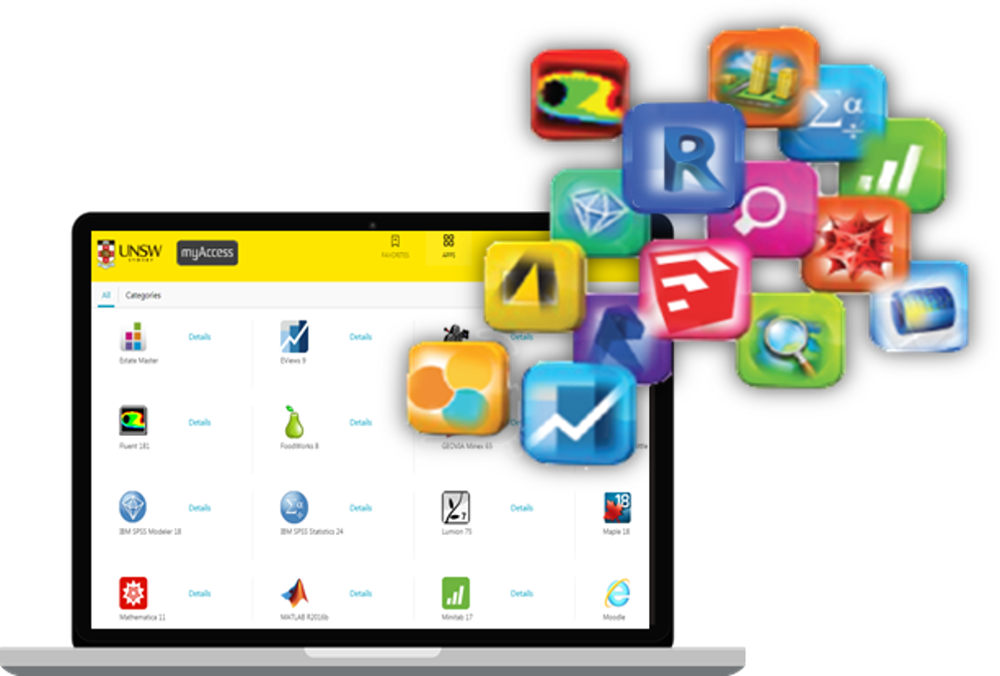 UNSW
SYDNEY
myAccess
FAVORITES
APPS
All
Categories
Estate Master
Details
EViews 9
Details
Details
Fluent 181
Details
FoodWorks 8
Details
GEOVIA Minex 65
IBM SPSS Modeler 18
Details
IBM SPSS Statistics 24
Details
Lumion 75
Details
18
Maple 18
Mathematica 11
Details
MATLAB R2016b
Details
Minitab 17
Details
Moodle
R
Σα